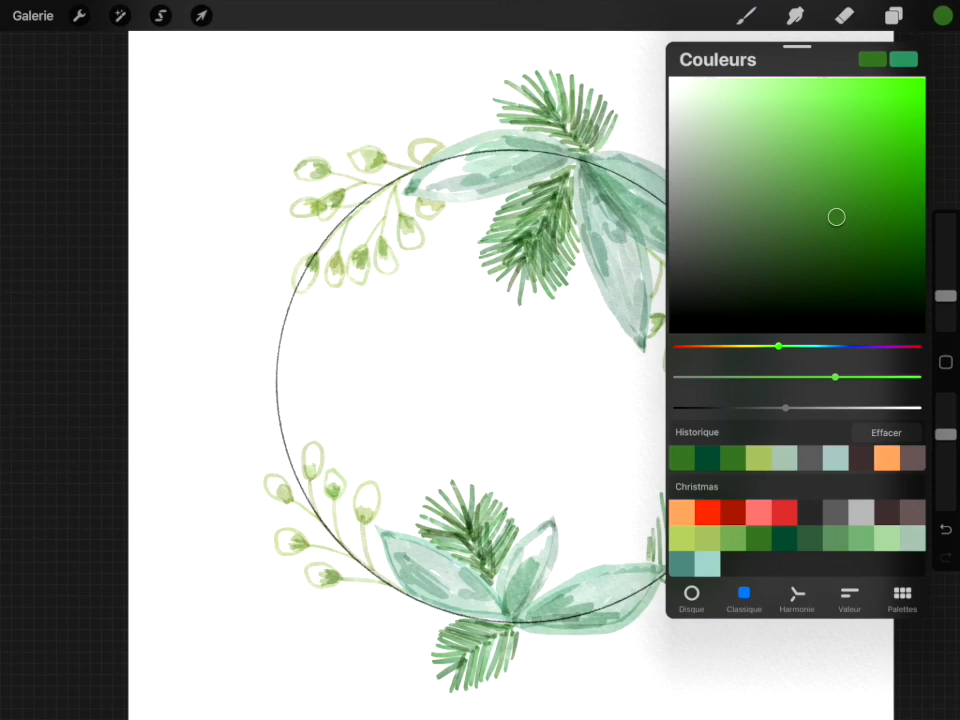 Galerie
Couleurs
Historique
Effacer
Christmas
Disque
Classique
Harmonie
Valeur
Palettes